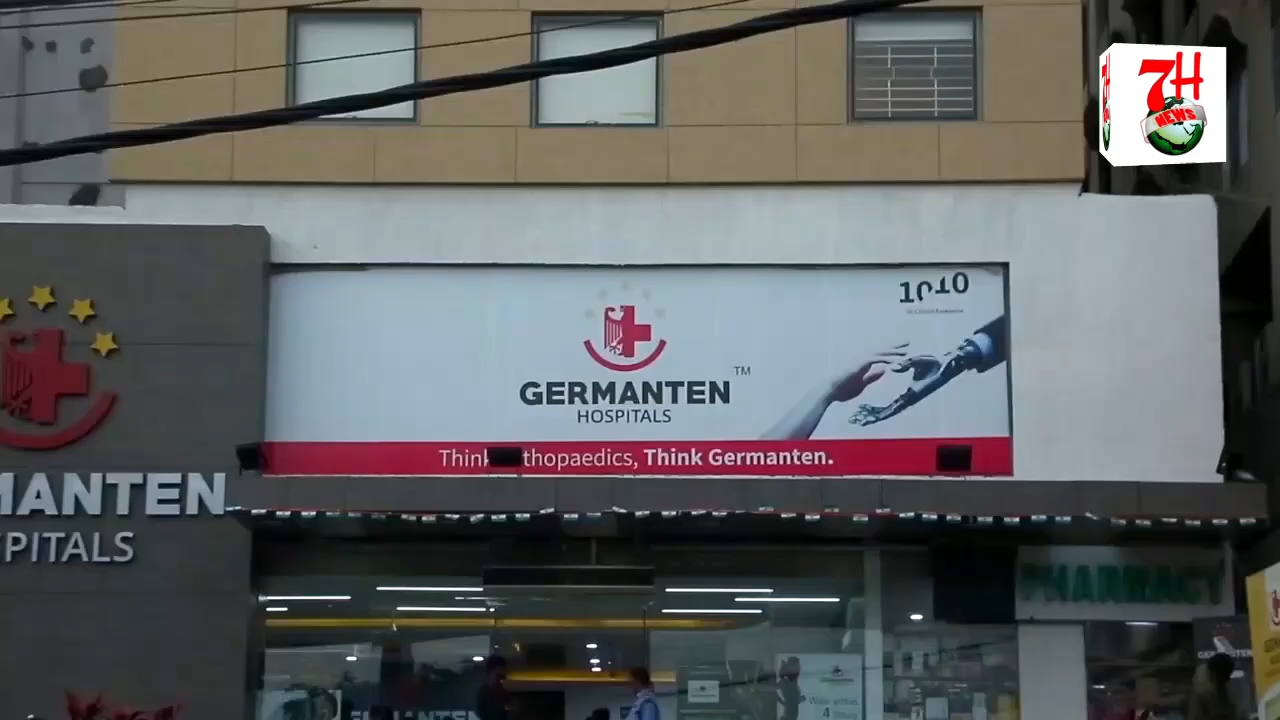 7H
NEWS
1010
GERMANTEN
TM
HOSPITALS
Think thopaedics, Think Germanten.
MANTEN
PITALS
PHARMACY